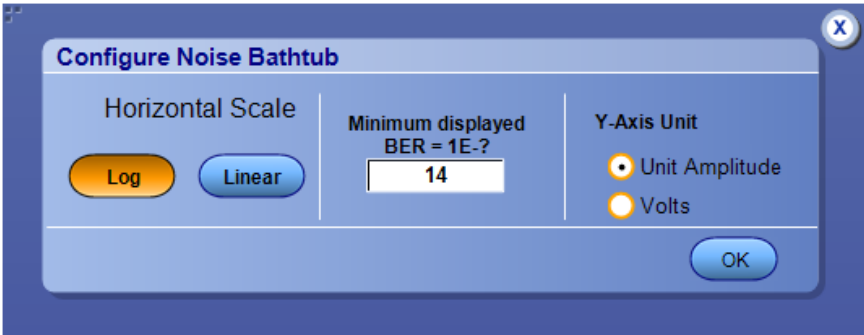 X
Configure Noise Bathtub
Horizontal Scale
Log
Linear
Minimum displayed
BER = 1E-?
14
Y-Axis Unit
Unit Amplitude
Volts
OK